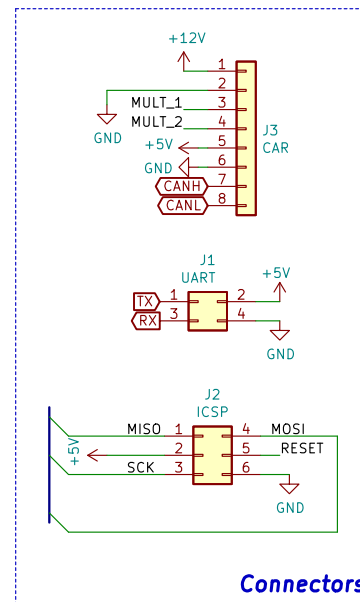 +12V
1
2
GND
MULT_1 3
MULT_2 4
J3
CAR
+5V 5
GND 6
CANH 7
CANL 8
J1
UART
+5V
TX 1 2
RX 3 4
GND
J2
ICSP
MISO 1 4 MOSI
+5V 2 5 RESET
SCK 3 6
GND
Connectors